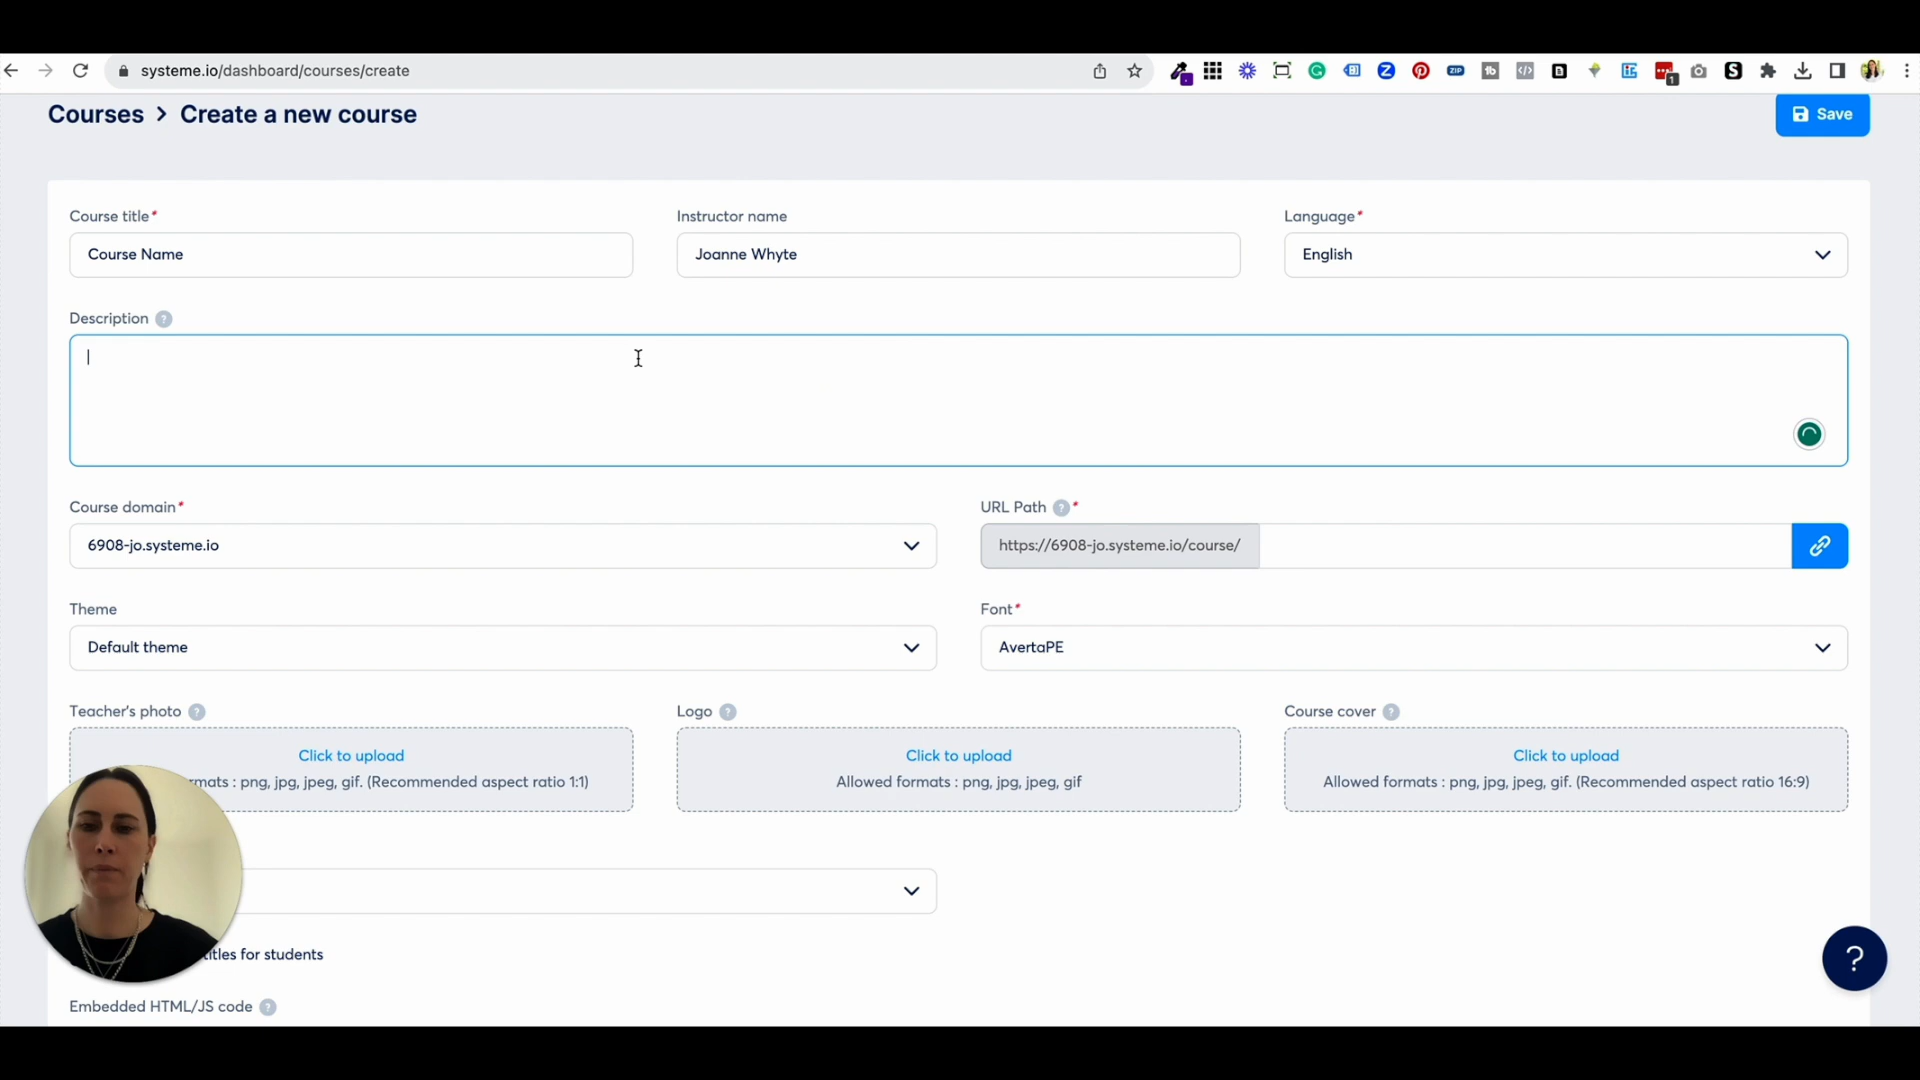 systeme.io/dashboard/courses/create
ZIP
1
Courses > Create a new course
Save
Course title*
Instructor name
Language*
Course Name
Joanne Whyte
English
Description ?
Course domain*
URL Path ? *
6908-jo.systeme.io
https://6908-jo.systeme.io/course/
Theme
Font*
Default theme
AvertaPE
Teacher's photo ?
Logo ?
Course cover ?
Click to upload
Click to upload
Click to upload
rmats : png, jpg, jpeg, gif. (Recommended aspect ratio 1:1)
Allowed formats : png, jpg, jpeg, gif
Allowed formats : png, jpg, jpeg, gif. (Recommended aspect ratio 16:9)
titles for students
?
Embedded HTML/JS code ?